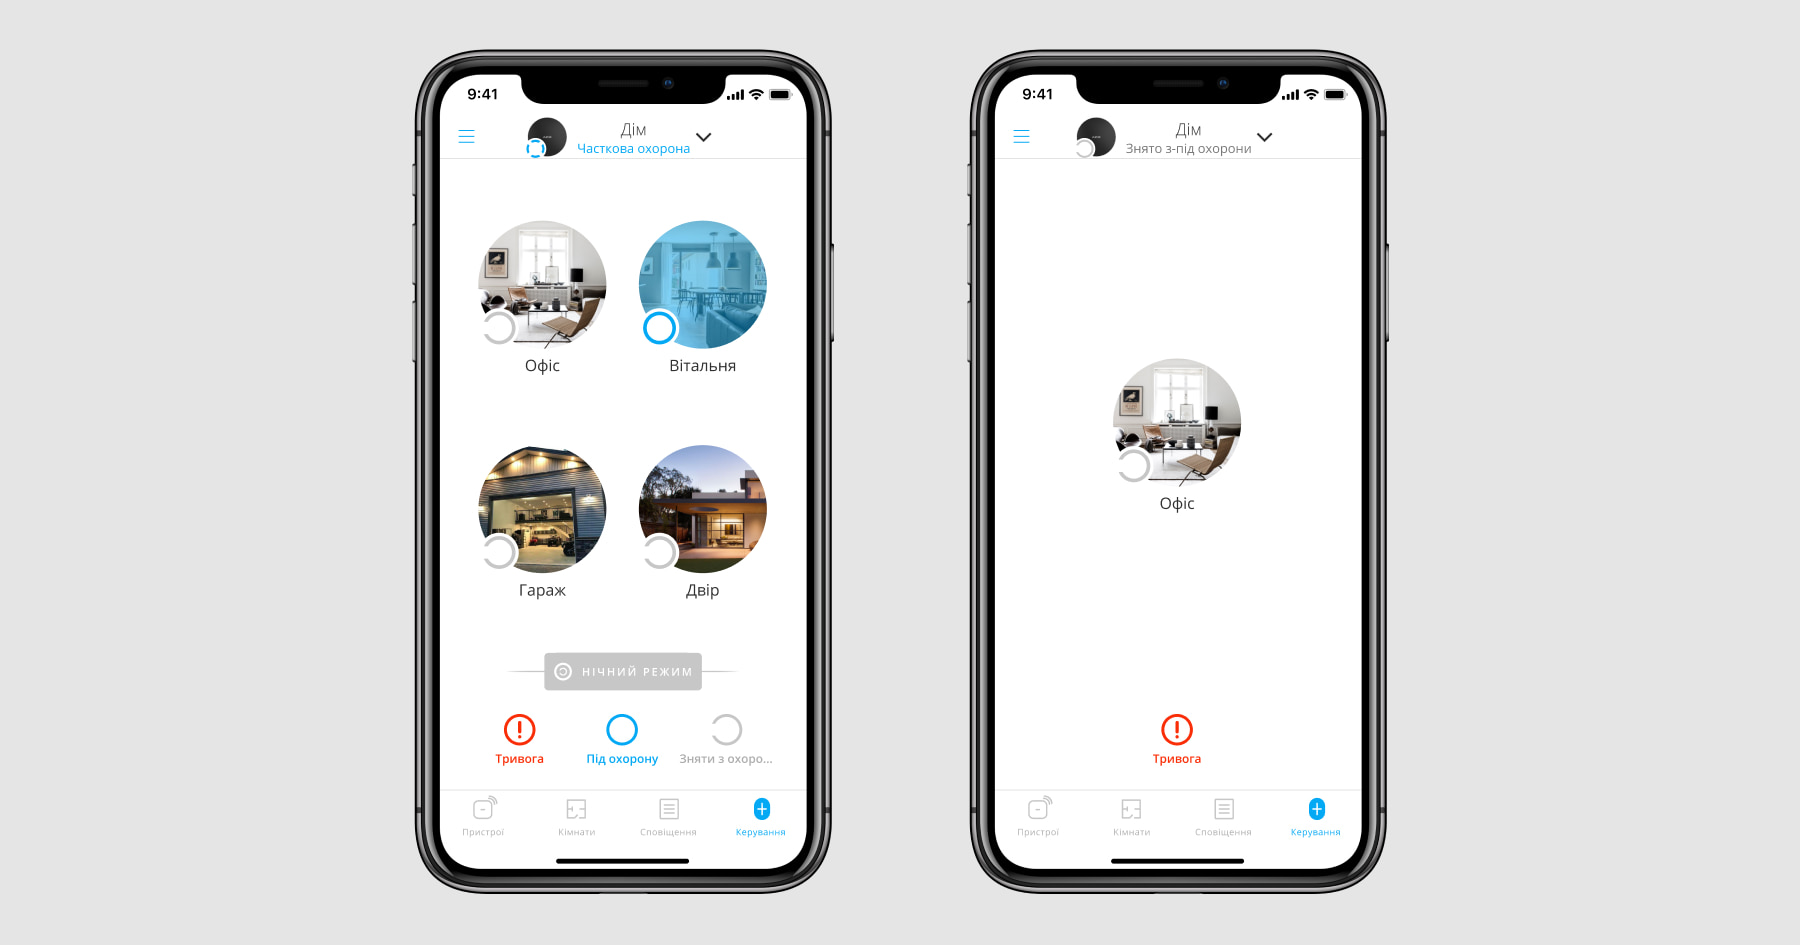 9:41
Дім
Часткова охорона
Офіс
Вітальня
Гараж
Двір
НІЧНИЙ РЕЖИМ
Тривога
Під охорону
Зняти з охоро...
Пристрої
Кімнати
Сповіщення
Керування
9:41
Дім
Знято з-під охорони
Офіс
Тривога
Пристрої
Кімнати
Сповіщення
Керування